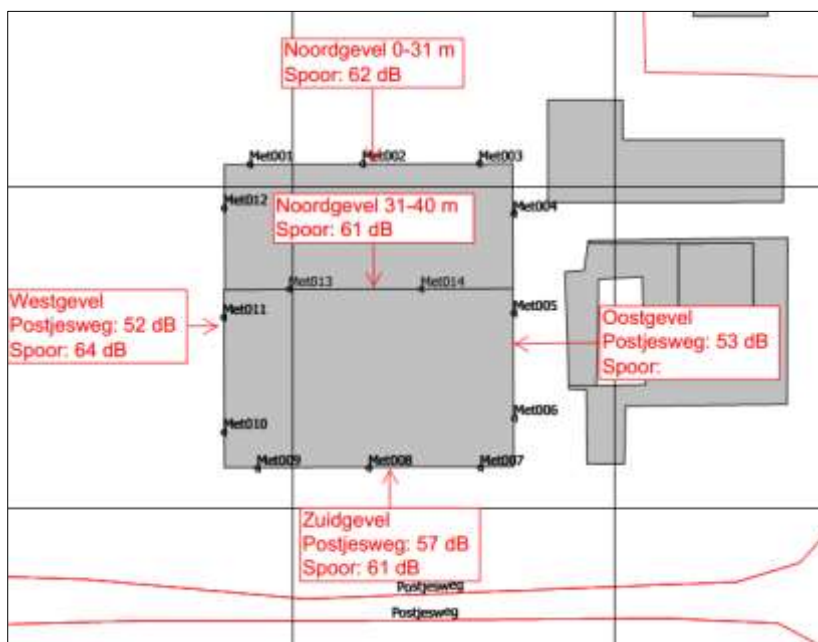 Noordgevel 0-31 m
Spoor: 62 dB
Met001
Met002
Met003
Met012
Noordgevel 31-40 m
Spoor: 61 dB
Met004
Met013
Met014
Westgevel
Postjesweg: 52 dB
Spoor: 64 dB
Met011
Met005
Oostgevel
Postjesweg: 53 dB
Spoor:
Met010
Met006
Met009
Met008
Met007
Zuidgevel
Postjesweg: 57 dB
Spoor: 61 dB
Postjesweg
Postjesweg